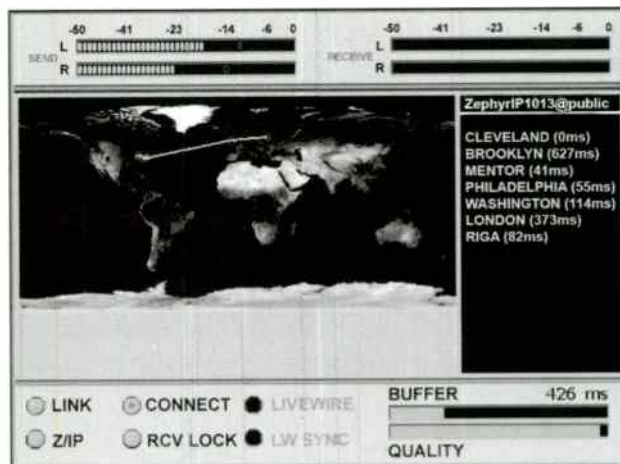 -50 -41 -23 -14 -6 0
-50 -41 -23 -14 -6 0
SEND
L
R
RECEIVE
L
R
ZephyrIP1013@public
CLEVELAND (0ms)
BROOKLYN (627ms)
MENTOR (41ms)
PHILADELPHIA (55ms)
WASHINGTON (114ms)
LONDON (373ms)
RIGA (82ms)
LINK
CONNECT
LIVEWIRE
Z/IP
RCV LOCK
LW SYNC
BUFFER 426 ms
QUALITY